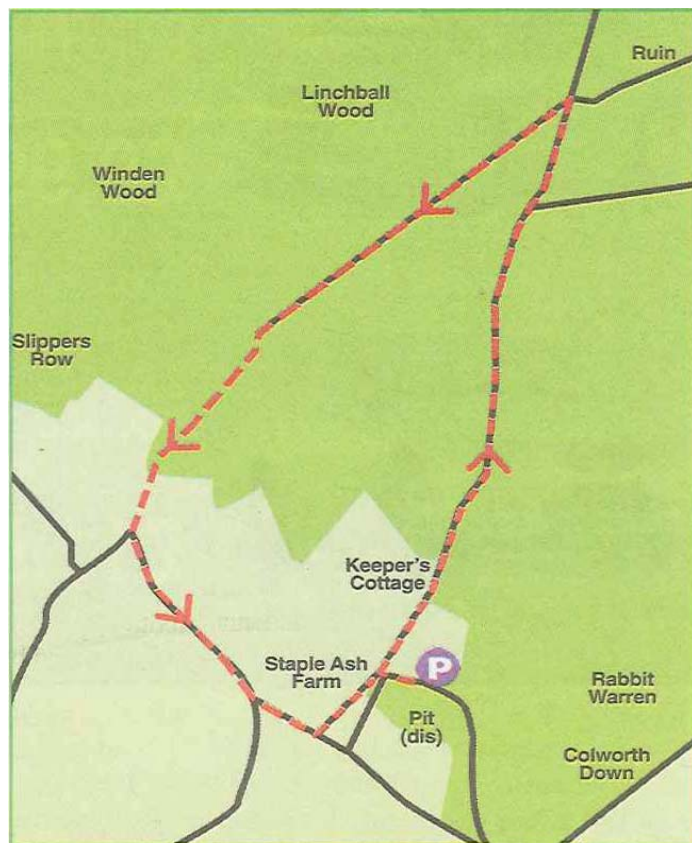 Ruin
Linchball
Wood
Winden
Wood
Slippers
Row
Keeper's
Cottage
Staple Ash
Farm
P
Rabbit
Warren
Pit
(dis)
Colworth
Down